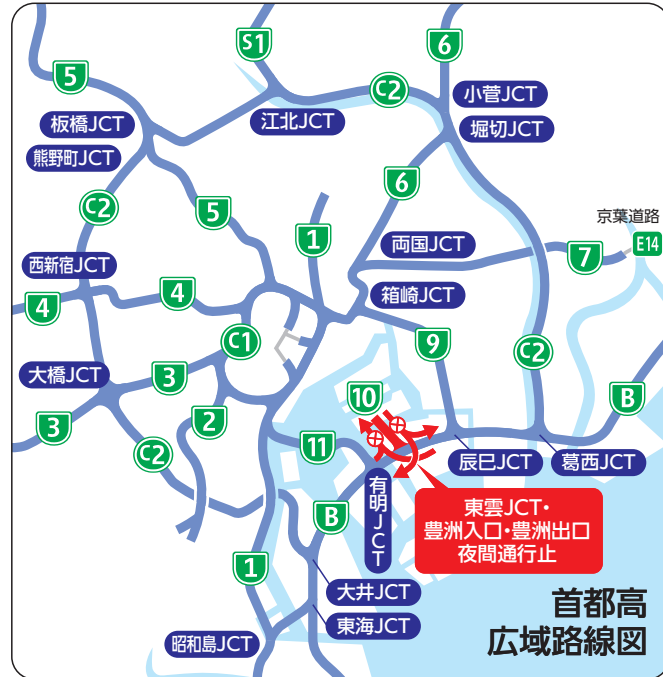 S1
6
5
C2
小菅JCT
板橋JCT
江北JCT
堀切JCT
熊野町JCT
6
C2
5
1
京葉道路
両国JCT
7
E14
西新宿JCT
4
4
箱崎JCT
C1
9
C2
大橋JCT
3
10
B
3
2
11
C2
辰巳JCT
葛西JCT
有明JCT
東雲JCT・
豊洲入口・豊洲出口
夜間通行止
B
1
大井JCT
東海JCT
昭和島JCT
首都高
広域路線図